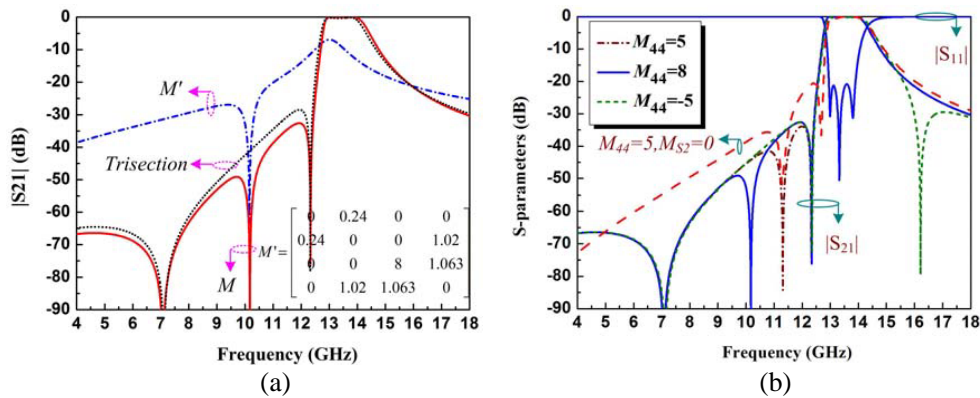 0
-10
-20
-30
-40
-50
-60
-70
-80
-90
|S21| (dB)
M'
Trisection
M
M'=
0 0.24 0 0
0.24 0 0 1.02
0 0 8 1.063
0 1.02 1.063 0
4 5 6 7 8 9 10 11 12 13 14 15 16 17 18
Frequency (GHz)
(a)
0
-10
-20
-30
-40
-50
-60
-70
-80
-90
S-parameters (dB)
M44=5
M44=8
M44=-5
|S11|
M44=5,MS2=0
|S21|
4 5 6 7 8 9 10 11 12 13 14 15 16 17 18
Frequency (GHz)
(b)